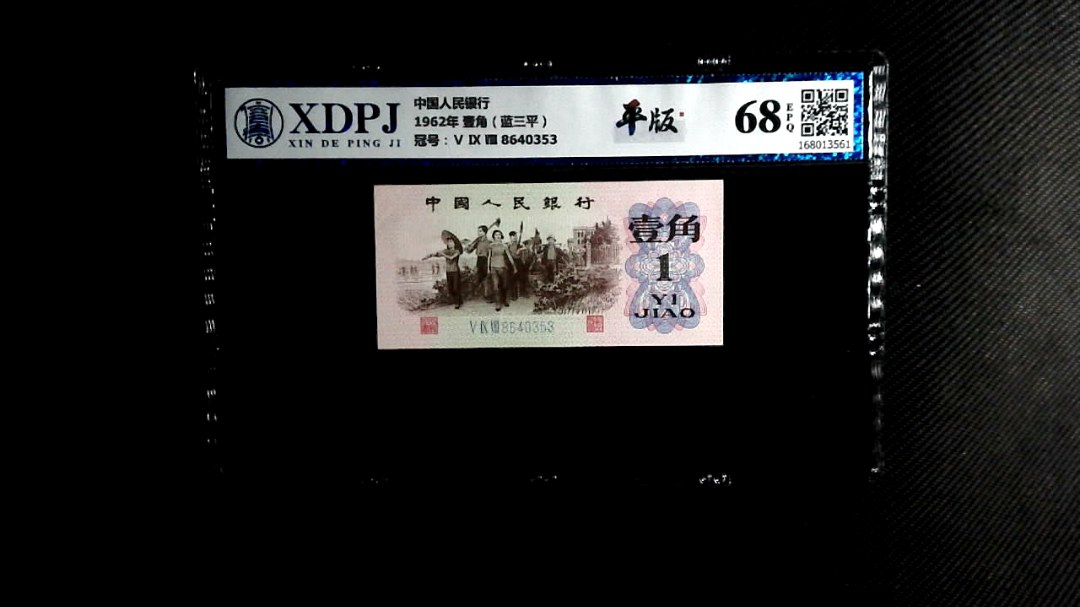 XDPJ
XIN DE PING JI
中国人民银行
1962年 壹角（蓝三平）
冠号：Ⅴ Ⅸ Ⅷ 8640353
平版
68
EPQ
168013561
中國人民銀行
壹角
1
YI
JIAO
Ⅴ Ⅸ Ⅷ 8640353